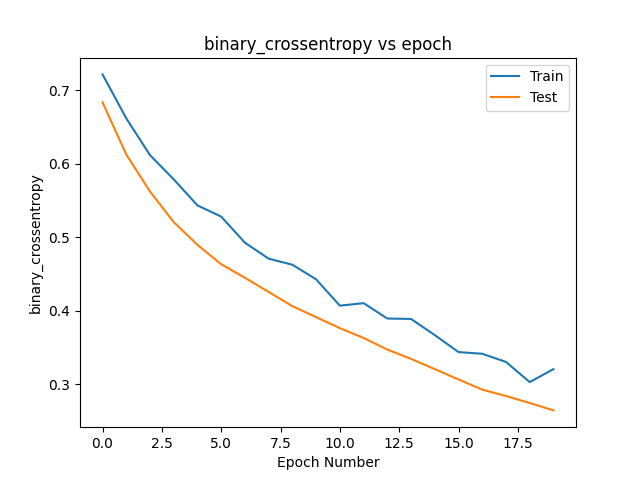 binary_crossentropy vs epoch
Train
Test
binary_crossentropy
0.7
0.6
0.5
0.4
0.3
0.0 2.5 5.0 7.5 10.0 12.5 15.0 17.5
Epoch Number